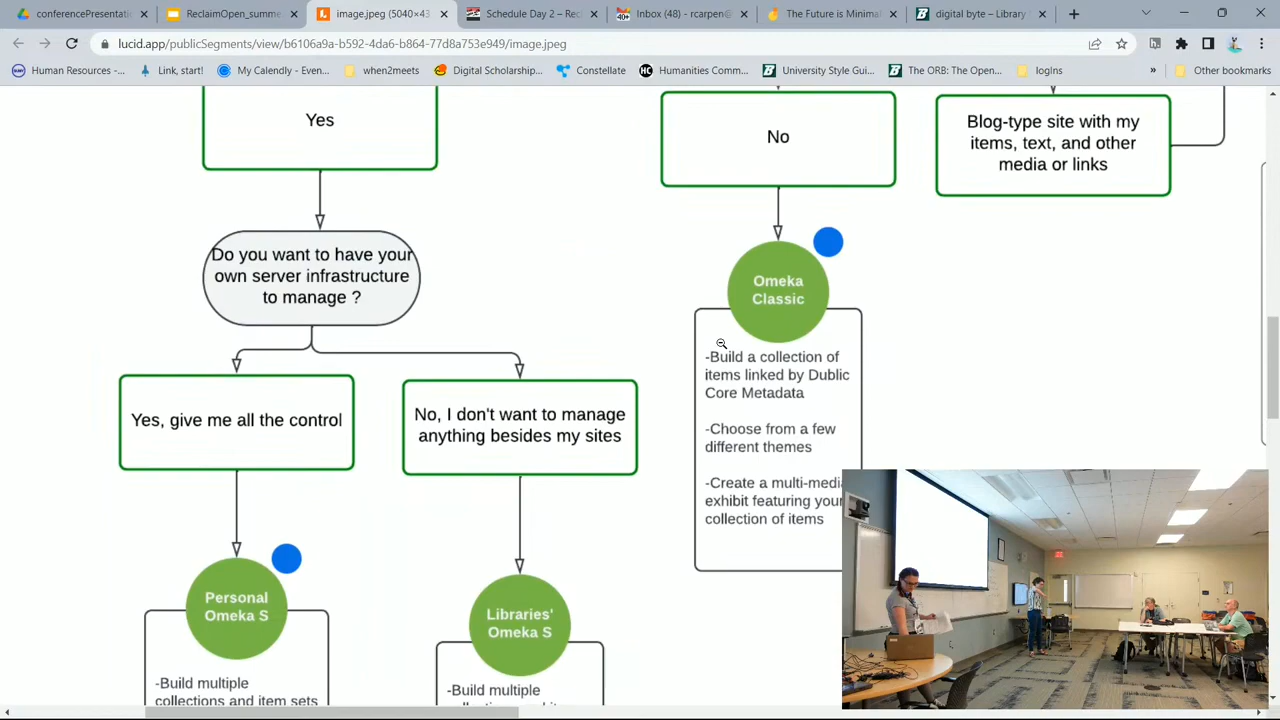 conferencePresentati
ReclaimOpen_summe
image.jpeg (5040×43
Schedule Day 2 – Recl
Inbox (48) - rcarpen@
The Future is Minimal
digital byte – Library
lucid.app/publicSegments/view/b6106a9a-b592-4da6-b864-77d8a753e949/image.jpeg
Human Resources -...
Link, start!
My Calendly - Even...
when2meets
Digital Scholarship...
Constellate
Humanities Comm...
University Style Gui...
The ORB: The Open...
logIns
»
Other bookmarks
Yes
No
Blog-type site with my
items, text, and other
media or links
Do you want to have your
own server infrastructure
to manage ?
Omeka
Classic
-Build a collection of
items linked by Dublic
Core Metadata
-Choose from a few
different themes
-Create a multi-media
exhibit featuring your
collection of items
Yes, give me all the control
No, I don't want to manage
anything besides my sites
Personal
Omeka S
Libraries'
Omeka S
-Build multiple
collections and item sets
-Build multiple